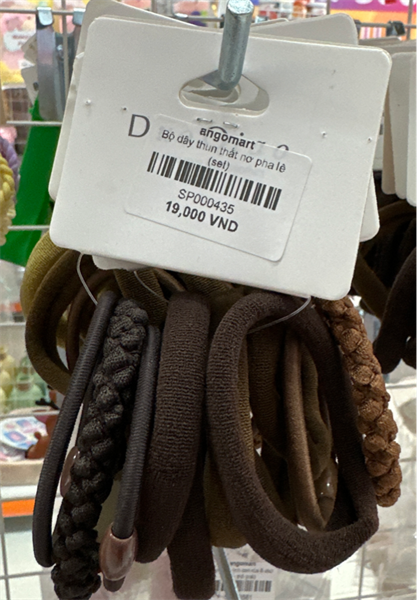 D
angomart
Bộ dây thun thắt nơ pha lê
(set)
SP000435
19,000 VND